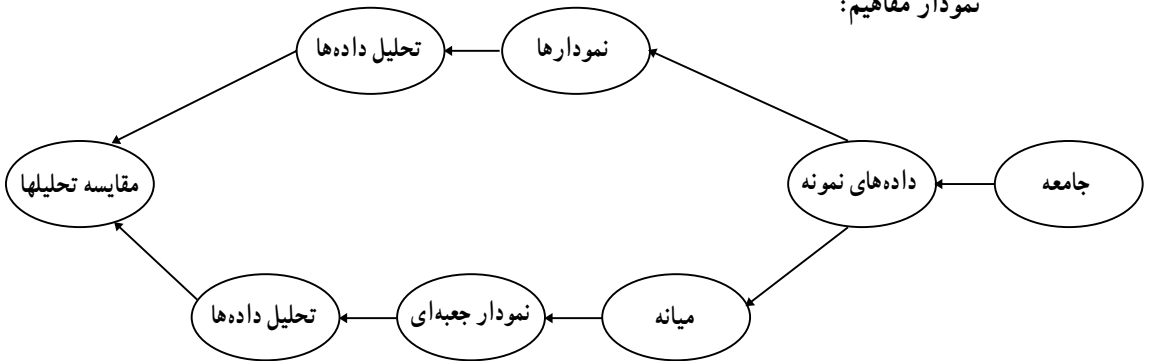 نمودار مفاهیم:
جامعه
داده‌های نمونه
نمودارها
تحلیل داده‌ها
میانه
نمودار جعبه‌ای
تحلیل داده‌ها
مقایسه تحلیلها